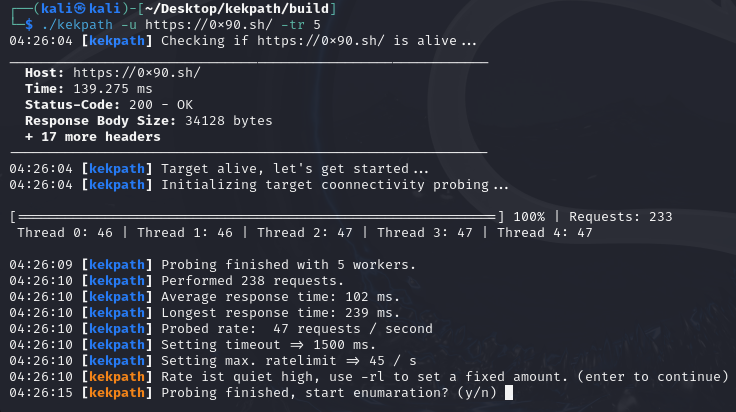 ┌──(kali㉿kali)-[~/Desktop/kekpath/build]
└─$ ./kekpath -u https://0x90.sh/ -tr 5
04:26:04 [kekpath] Checking if https://0x90.sh/ is alive...
Host: https://0x90.sh/
Time: 139.275 ms
Status-Code: 200 - OK
Response Body Size: 34128 bytes
+ 17 more headers
04:26:04 [kekpath] Target alive, let's get started...
04:26:04 [kekpath] Initializing target coonnectivity probing...
[============================================================] 100% | Requests: 233
Thread 0: 46 | Thread 1: 46 | Thread 2: 47 | Thread 3: 47 | Thread 4: 47
04:26:09 [kekpath] Probing finished with 5 workers.
04:26:10 [kekpath] Performed 238 requests.
04:26:10 [kekpath] Average response time: 102 ms.
04:26:10 [kekpath] Longest response time: 239 ms.
04:26:10 [kekpath] Probed rate:  47 requests / second
04:26:10 [kekpath] Setting timeout => 1500 ms.
04:26:10 [kekpath] Setting max. ratelimit => 45 / s
04:26:10 [kekpath] Rate ist quiet high, use -rl to set a fixed amount. (enter to continue)
04:26:15 [kekpath] Probing finished, start enumaration? (y/n)